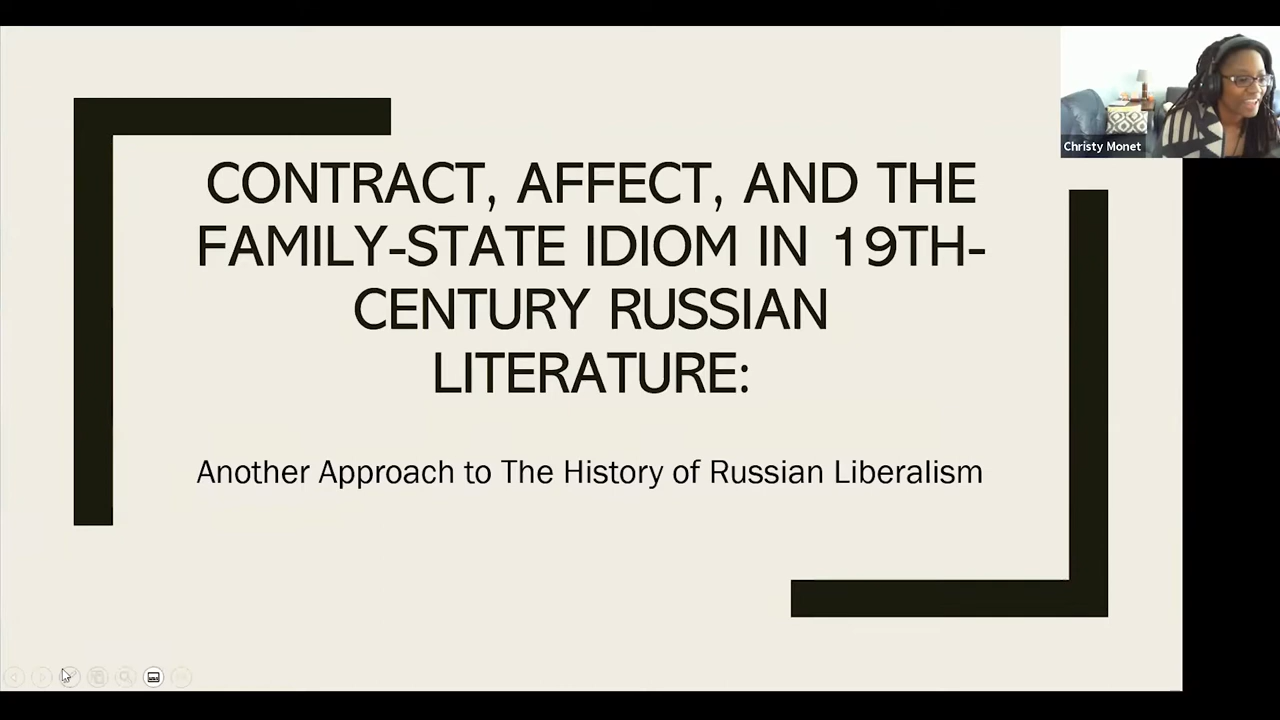 CONTRACT, AFFECT, AND THE
FAMILY-STATE IDIOM IN 19TH-
CENTURY RUSSIAN
LITERATURE:
Another Approach to The History of Russian Liberalism
Christy Monet